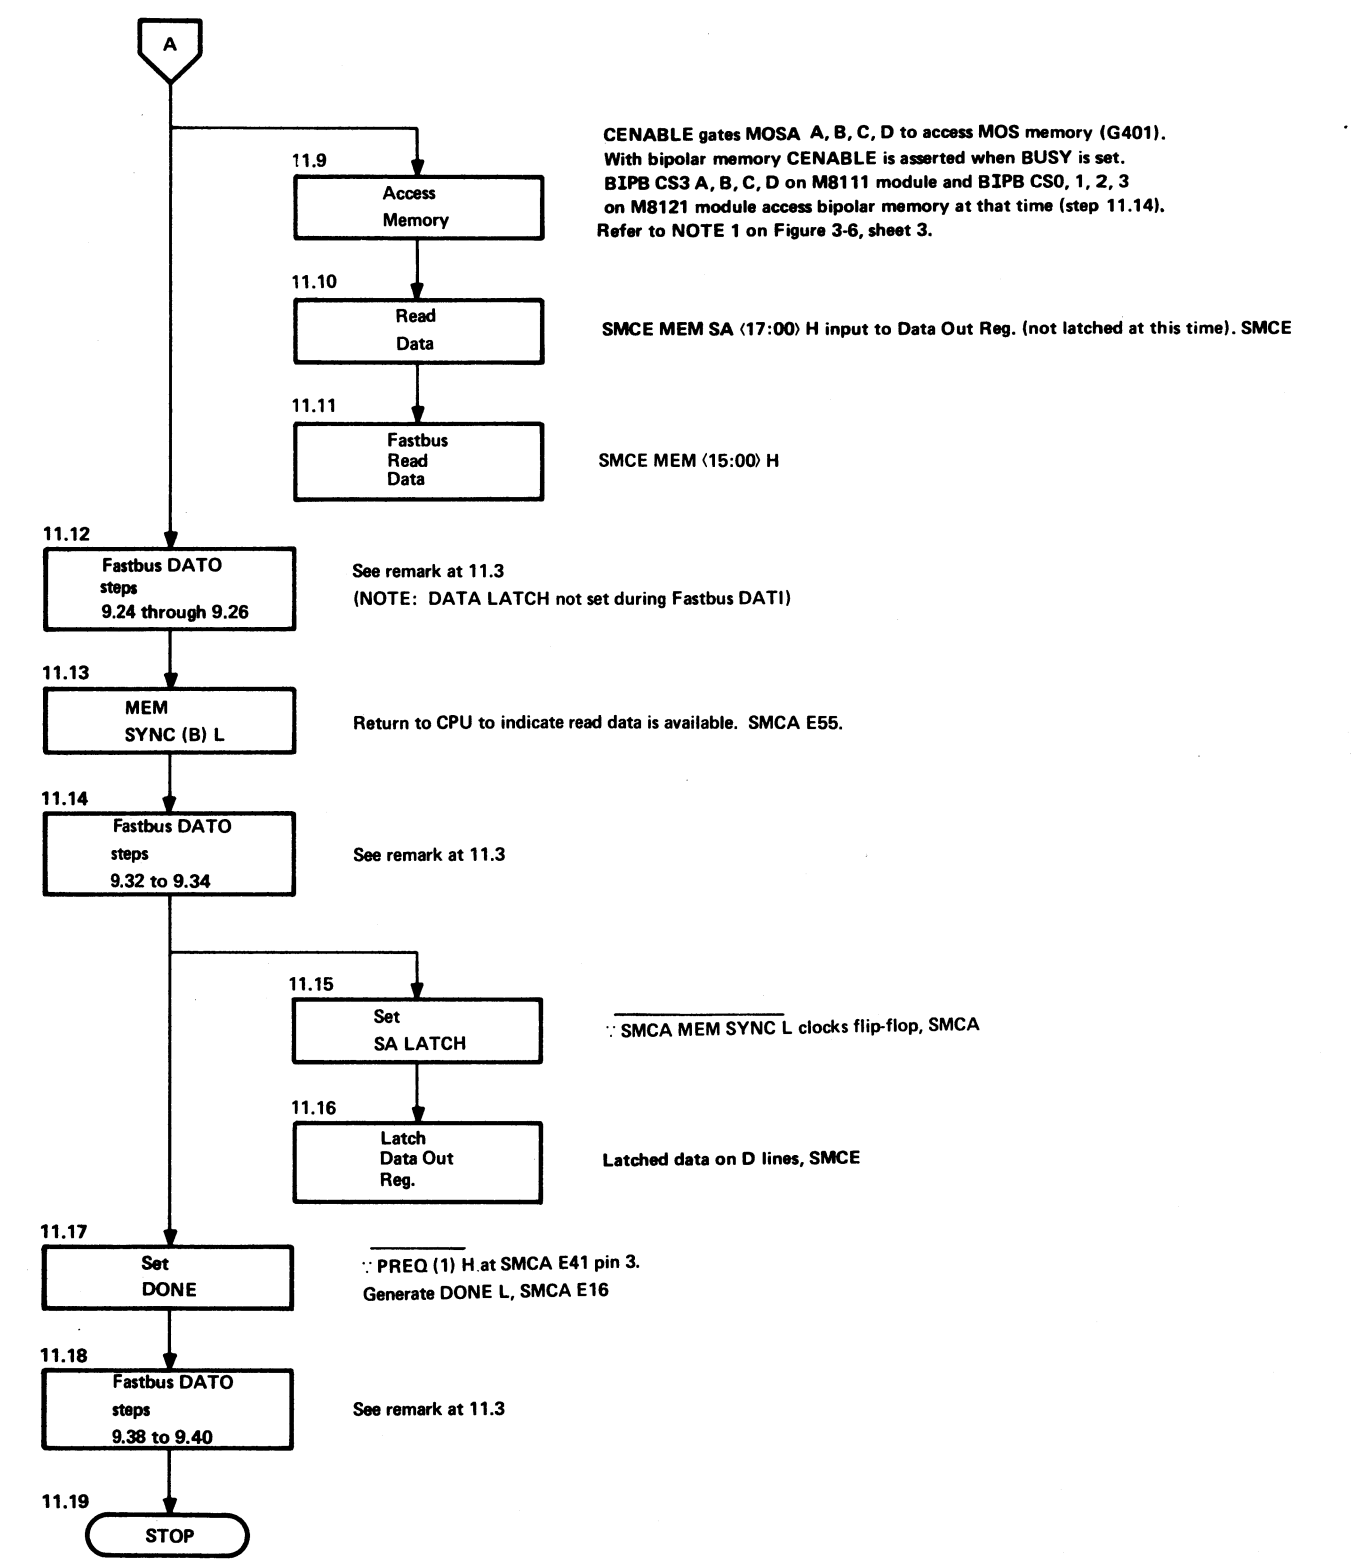 A
11.9
Access
Memory
CENABLE gates MOSA A, B, C, D to access MOS memory (G401).
With bipolar memory CENABLE is asserted when BUSY is set.
BIPB CS3 A, B, C, D on M8111 module and BIPB CS0, 1, 2, 3
on M8121 module access bipolar memory at that time (step 11.14).
Refer to NOTE 1 on Figure 3-6, sheet 3.
11.10
Read
Data
SMCE MEM SA ⟨17:00⟩ H input to Data Out Reg. (not latched at this time). SMCE
11.11
Fastbus
Read
Data
SMCE MEM ⟨15:00⟩ H
11.12
Fastbus DATO
steps
9.24 through 9.26
See remark at 11.3
(NOTE: DATA LATCH not set during Fastbus DATI)
11.13
MEM
SYNC (B) L
Return to CPU to indicate read data is available. SMCA E55.
11.14
Fastbus DATO
steps
9.32 to 9.34
See remark at 11.3
11.15
Set
SA LATCH
∵ SMCA MEM SYNC L clocks flip-flop, SMCA
11.16
Latch
Data Out
Reg.
Latched data on D lines, SMCE
11.17
Set
DONE
∵ PREQ (1) H at SMCA E41 pin 3.
Generate DONE L, SMCA E16
11.18
Fastbus DATO
steps
9.38 to 9.40
See remark at 11.3
11.19
STOP